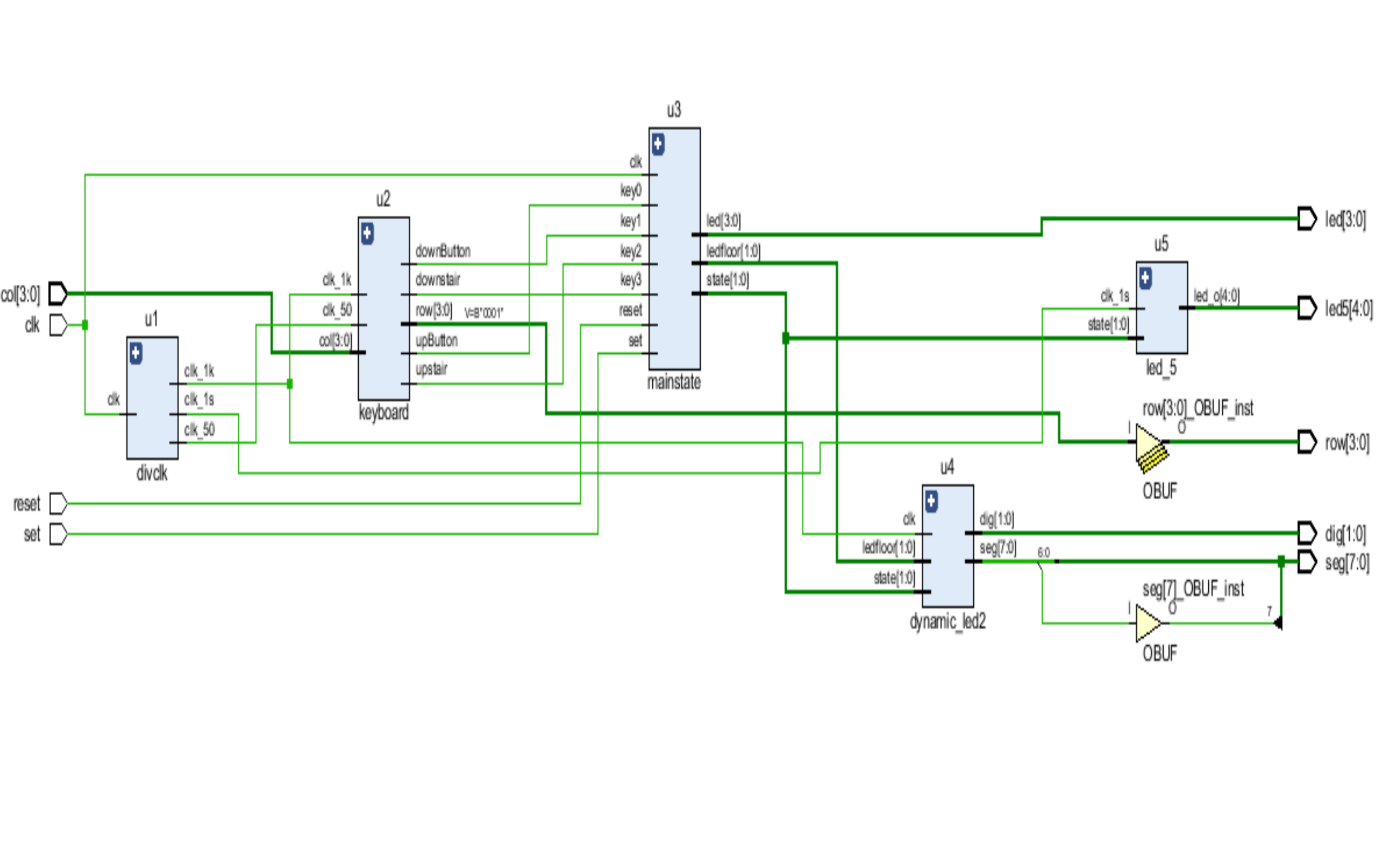 u3
clk
key0
key1
key2
key3
reset
set
led[3:0]
ledfloor[1:0]
state[1:0]
mainstate
u2
clk_1k
clk_50
col[3:0]
downButton
downstair
row[3:0] V=B"0001"
upButton
upstair
keyboard
col[3:0]
clk
u1
clk
clk_1k
clk_1s
clk_50
divclk
reset
set
u5
clk_1s
state[1:0]
led_o[4:0]
led_5
row[3:0]_OBUF_inst
I
O
OBUF
u4
clk
ledfloor[1:0]
state[1:0]
dig[1:0]
seg[7:0]
6:0
dynamic_led2
seg[7]_OBUF_inst
I
O
7
OBUF
led[3:0]
led5[4:0]
row[3:0]
dig[1:0]
seg[7:0]